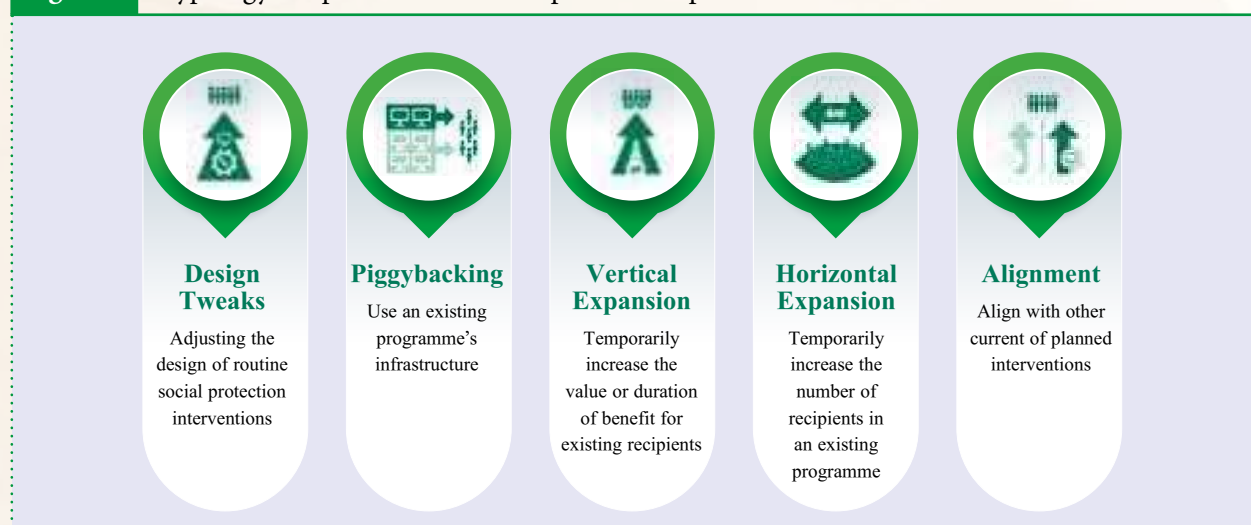 Design
Tweaks
Adjusting the
design of routine
social protection
interventions
Piggybacking
Use an existing
programme's
infrastructure
Vertical
Expansion
Temporarily
increase the
value or duration
of benefit for
existing recipients
Horizontal
Expansion
Temporarily
increase the
number of
recipients in
an existing
programme
Alignment
Align with other
current of planned
interventions